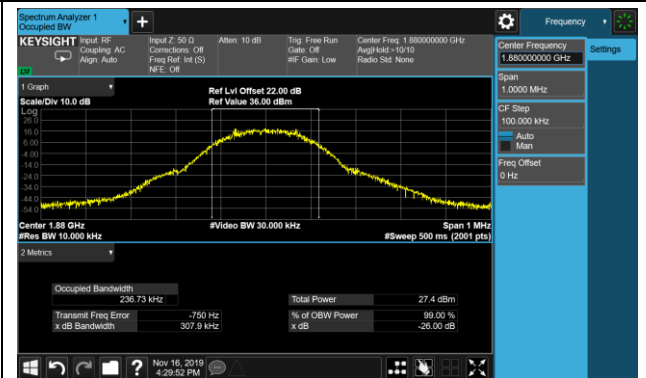 Spectrum Analyzer 1
Occupied BW
Frequency
KEYSIGHT
Input: RF
Coupling: AC
Align: Auto
Input Z: 50 Ω
Corrections: Off
Freq Ref: Int (S)
NFE: Off
Atten: 10 dB
Trig: Free Run
Gate: Off
#IF Gain: Low
Center Freq: 1.880000000 GHz
Avg|Hold:>10/10
Radio Std: None
Center Frequency
1.880000000 GHz
Settings
Span
1.0000 MHz
CF Step
100.000 kHz
Auto
Man
Freq Offset
0 Hz
1 Graph
Scale/Div 10.0 dB
Ref Lvl Offset 22.00 dB
Ref Value 36.00 dBm
Log
26.0
16.0
6.00
-4.00
-14.0
-24.0
-34.0
-44.0
-54.0
Center 1.88 GHz
#Video BW 30.000 kHz
Span 1 MHz
#Res BW 10.000 kHz
#Sweep 500 ms (2001 pts)
2 Metrics
Occupied Bandwidth
236.73 kHz
Total Power
27.4 dBm
Transmit Freq Error
-750 Hz
% of OBW Power
99.00 %
x dB Bandwidth
307.9 kHz
x dB
-26.00 dB
?
Nov 16, 2019
4:29:52 PM